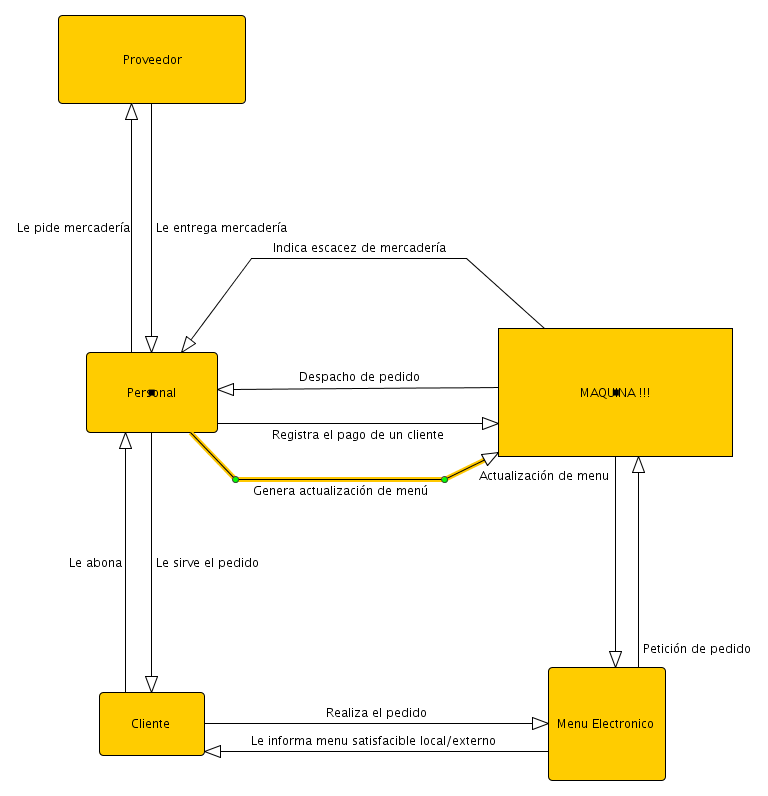 Proveedor
Le pide mercadería
Le entrega mercadería
Indica escacez de mercadería
Despacho de pedido
Personal
MAQUINA !!!
Registra el pago de un cliente
Actualización de menu
Genera actualización de menú
Le abona
Le sirve el pedido
Petición de pedido
Realiza el pedido
Cliente
Menu Electronico
Le informa menu satisfacible local/externo